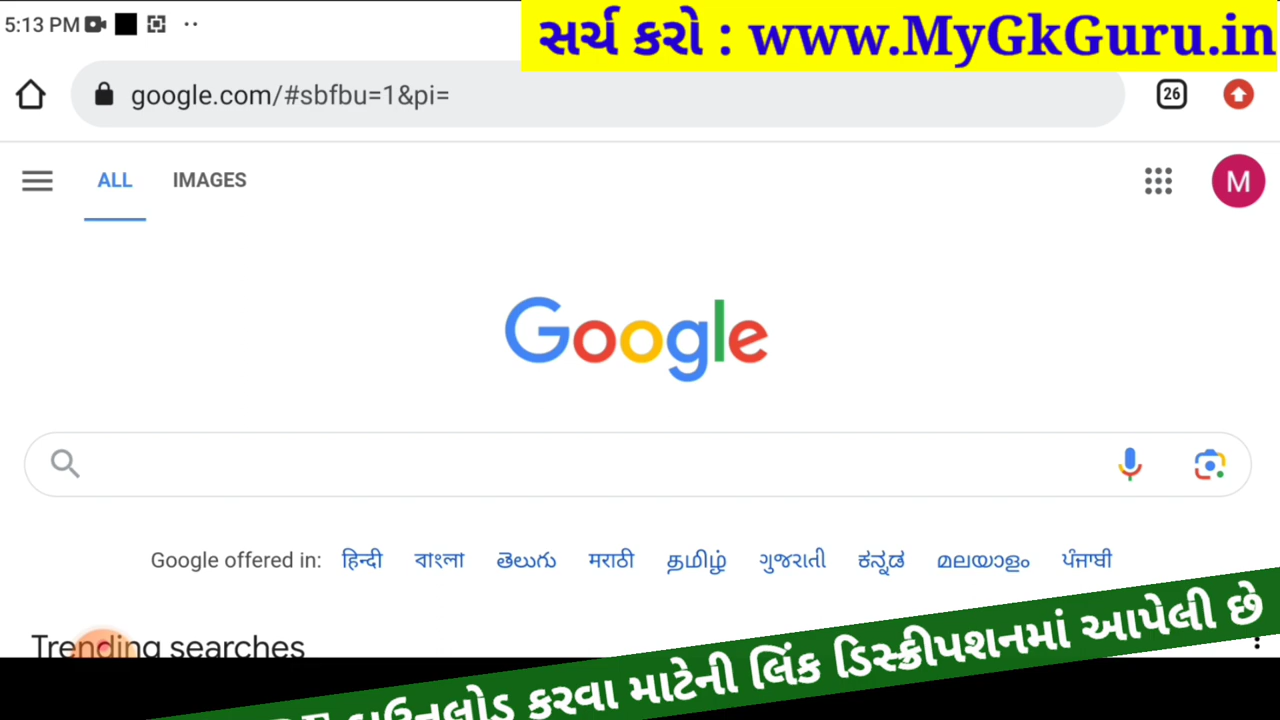 5:13 PM
સર્ચ કરો : www.MyGkGuru.in
google.com/#sbfbu=1&pi=
26
ALL IMAGES
M
Google
Google offered in: हिन्दी বাংলা తెలుగు मराठी தமிழ் ગુજરાતી ಕನ್ನಡ മലയാളം ਪੰਜਾਬੀ
Trending searches
ડાઉનલોડ કરવા માટેની લિંક ડિસ્ક્રીપશનમાં આપેલી છે